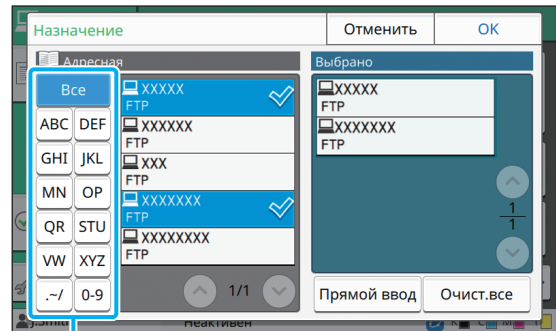 Назначение
Отменить
OK
Адресная
Выбрано
Все
ABC DEF
GHI JKL
MN OP
QR STU
VW XYZ
.~/ 0-9
XXXXX
FTP
XXXXXX
FTP
XXX
FTP
XXXXXXX
FTP
XXXXXXXX
FTP
1/1
XXXXX
FTP
XXXXXXX
FTP
1
1
Прямой ввод
Очист.все